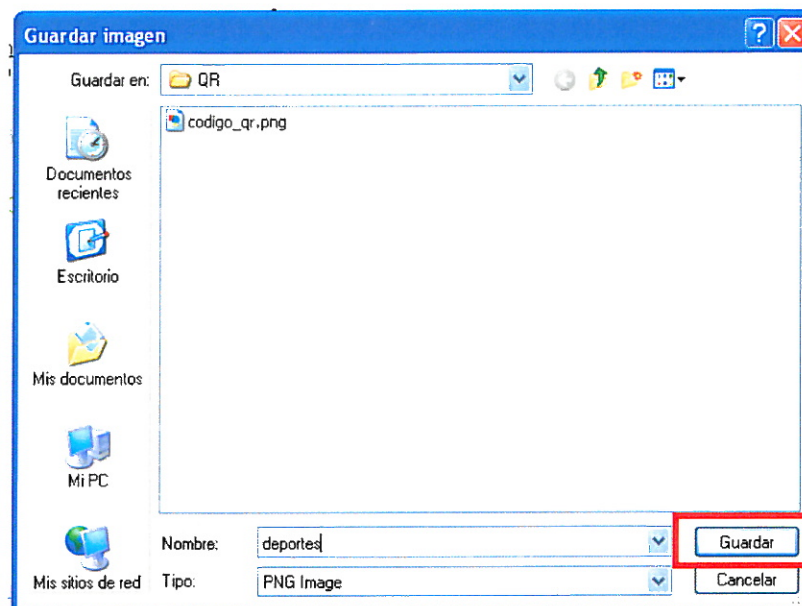 Guardar imagen
Guardar en: QR
codigo_qr.png
Documentos
recientes
Escritorio
Mis documentos
Mi PC
Mis sitios de red
Nombre: deportes Guardar
Tipo: PNG Image Cancelar